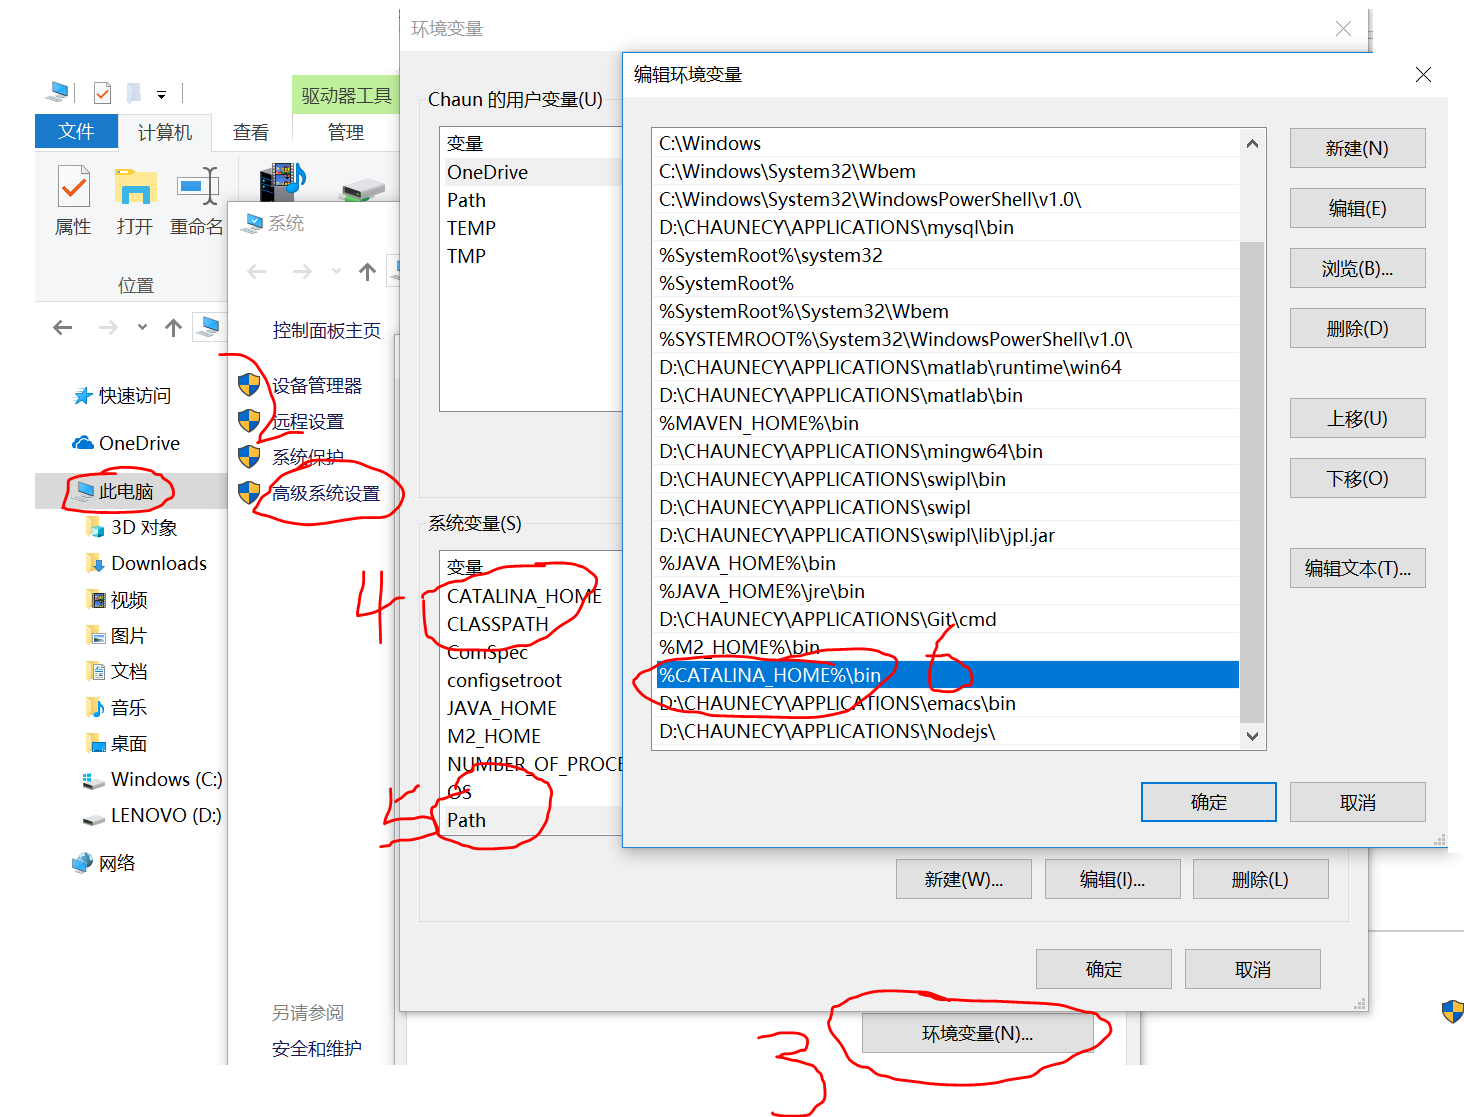 环境变量
编辑环境变量
驱动器工具
文件
计算机
查看
管理
属性
打开
重命名
位置
系统
控制面板主页
设备管理器
远程设置
系统保护
高级系统设置
另请参阅
安全和维护
快速访问
OneDrive
此电脑
3D 对象
Downloads
视频
图片
文档
音乐
桌面
Windows (C:)
LENOVO (D:)
网络
Chaun 的用户变量(U)
变量
OneDrive
Path
TEMP
TMP
系统变量(S)
变量
CATALINA_HOME
CLASSPATH
ComSpec
configsetroot
JAVA_HOME
M2_HOME
NUMBER_OF_PROCE
OS
Path
C:\Windows
C:\Windows\System32\Wbem
C:\Windows\System32\WindowsPowerShell\v1.0\
D:\CHAUNECY\APPLICATIONS\mysql\bin
%SystemRoot%\system32
%SystemRoot%
%SystemRoot%\System32\Wbem
%SYSTEMROOT%\System32\WindowsPowerShell\v1.0\
D:\CHAUNECY\APPLICATIONS\matlab\runtime\win64
D:\CHAUNECY\APPLICATIONS\matlab\bin
%MAVEN_HOME%\bin
D:\CHAUNECY\APPLICATIONS\mingw64\bin
D:\CHAUNECY\APPLICATIONS\swipl\bin
D:\CHAUNECY\APPLICATIONS\swipl
D:\CHAUNECY\APPLICATIONS\swipl\lib\jpl.jar
%JAVA_HOME%\bin
%JAVA_HOME%\jre\bin
D:\CHAUNECY\APPLICATIONS\Git\cmd
%M2_HOME%\bin
%CATALINA_HOME%\bin
D:\CHAUNECY\APPLICATIONS\emacs\bin
D:\CHAUNECY\APPLICATIONS\Nodejs\
新建(N)
编辑(E)
浏览(B)...
删除(D)
上移(U)
下移(O)
编辑文本(T)...
确定
取消
新建(W)...
编辑(I)...
删除(L)
确定
取消
环境变量(N)...
2
3
4
5
6